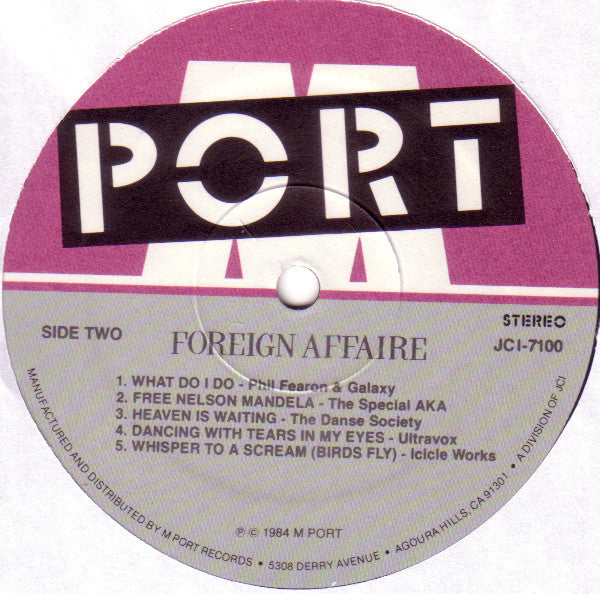 M
PORT
STEREO
SIDE TWO
FOREIGN AFFAIRE
JCI-7100
1. WHAT DO I DO - Phil Fearon & Galaxy
2. FREE NELSON MANDELA - The Special AKA
3. HEAVEN IS WAITING - The Danse Society
4. DANCING WITH TEARS IN MY EYES - Ultravox
5. WHISPER TO A SCREAM (BIRDS FLY) - Icicle Works
℗ © 1984 M PORT
MANUFACTURED AND DISTRIBUTED BY M PORT RECORDS • 5308 DERRY AVENUE • AGOURA HILLS, CA 91301 • A DIVISION OF JCI